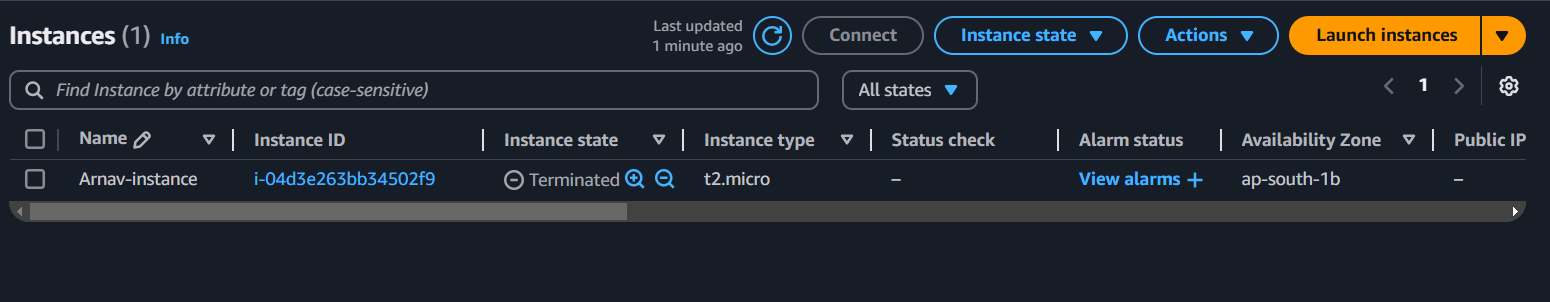 Instances (1) Info
Last updated
1 minute ago
Connect
Instance state
Actions
Launch instances
Find Instance by attribute or tag (case-sensitive)
All states
1
Name Instance ID Instance state Instance type Status check Alarm status Availability Zone Public IP
Arnav-instance i-04d3e263bb34502f9 Terminated t2.micro – View alarms + ap-south-1b –